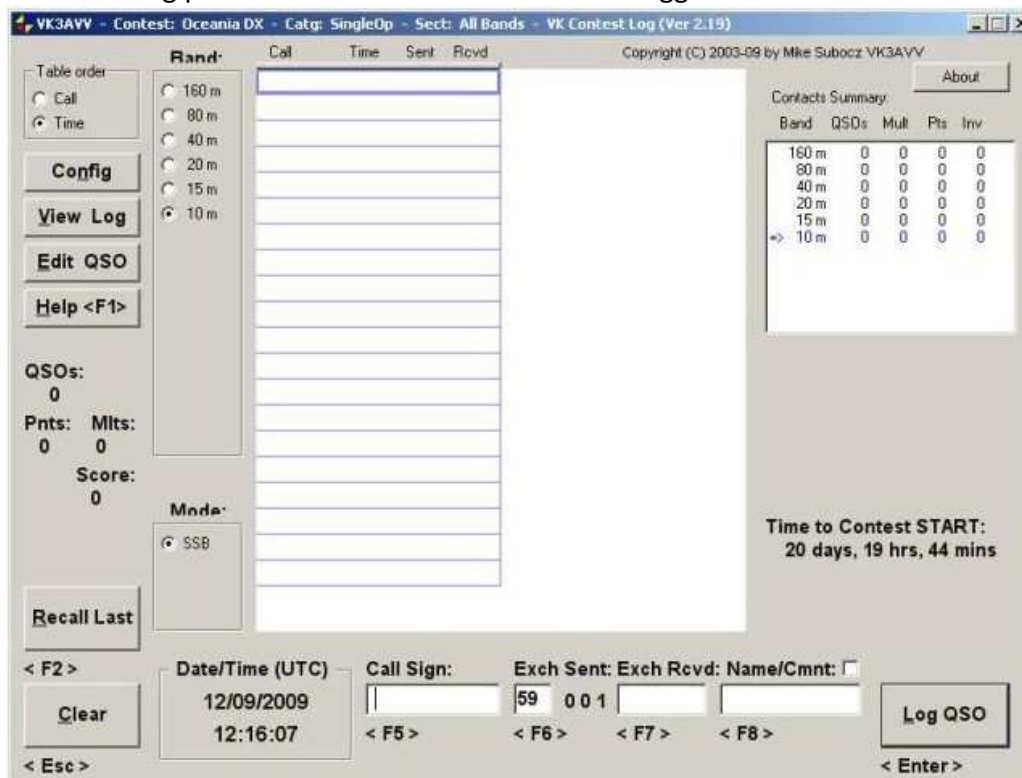 VK3AVV - Contest: Oceania DX - Catg: SingleOp - Sect: All Bands - VK Contest Log (Ver 2.19)
Copyright (C) 2003-09 by Mike Subocz VK3AVV
About
Table order
Call
Time
Config
View Log
Edit QSO
Help <F1>
QSOs:
0
Pnts: Mlts:
0 0
Score:
0
Recall Last
< F2 >
Clear
< Esc >
Band:
160 m
80 m
40 m
20 m
15 m
10 m
Mode:
SSB
Call Time Sent Rcvd
Contacts Summary:
Band QSOs Mult Pts Inv
160 m 0 0 0 0
80 m 0 0 0 0
40 m 0 0 0 0
20 m 0 0 0 0
15 m 0 0 0 0
=> 10 m 0 0 0 0
Time to Contest START:
20 days, 19 hrs, 44 mins
Date/Time (UTC)
12/09/2009
12:16:07
Call Sign: Exch Sent: Exch Rcvd: Name/Cmnt:
59 0 0 1
< F5 > < F6 > < F7 > < F8 >
Log QSO
< Enter >